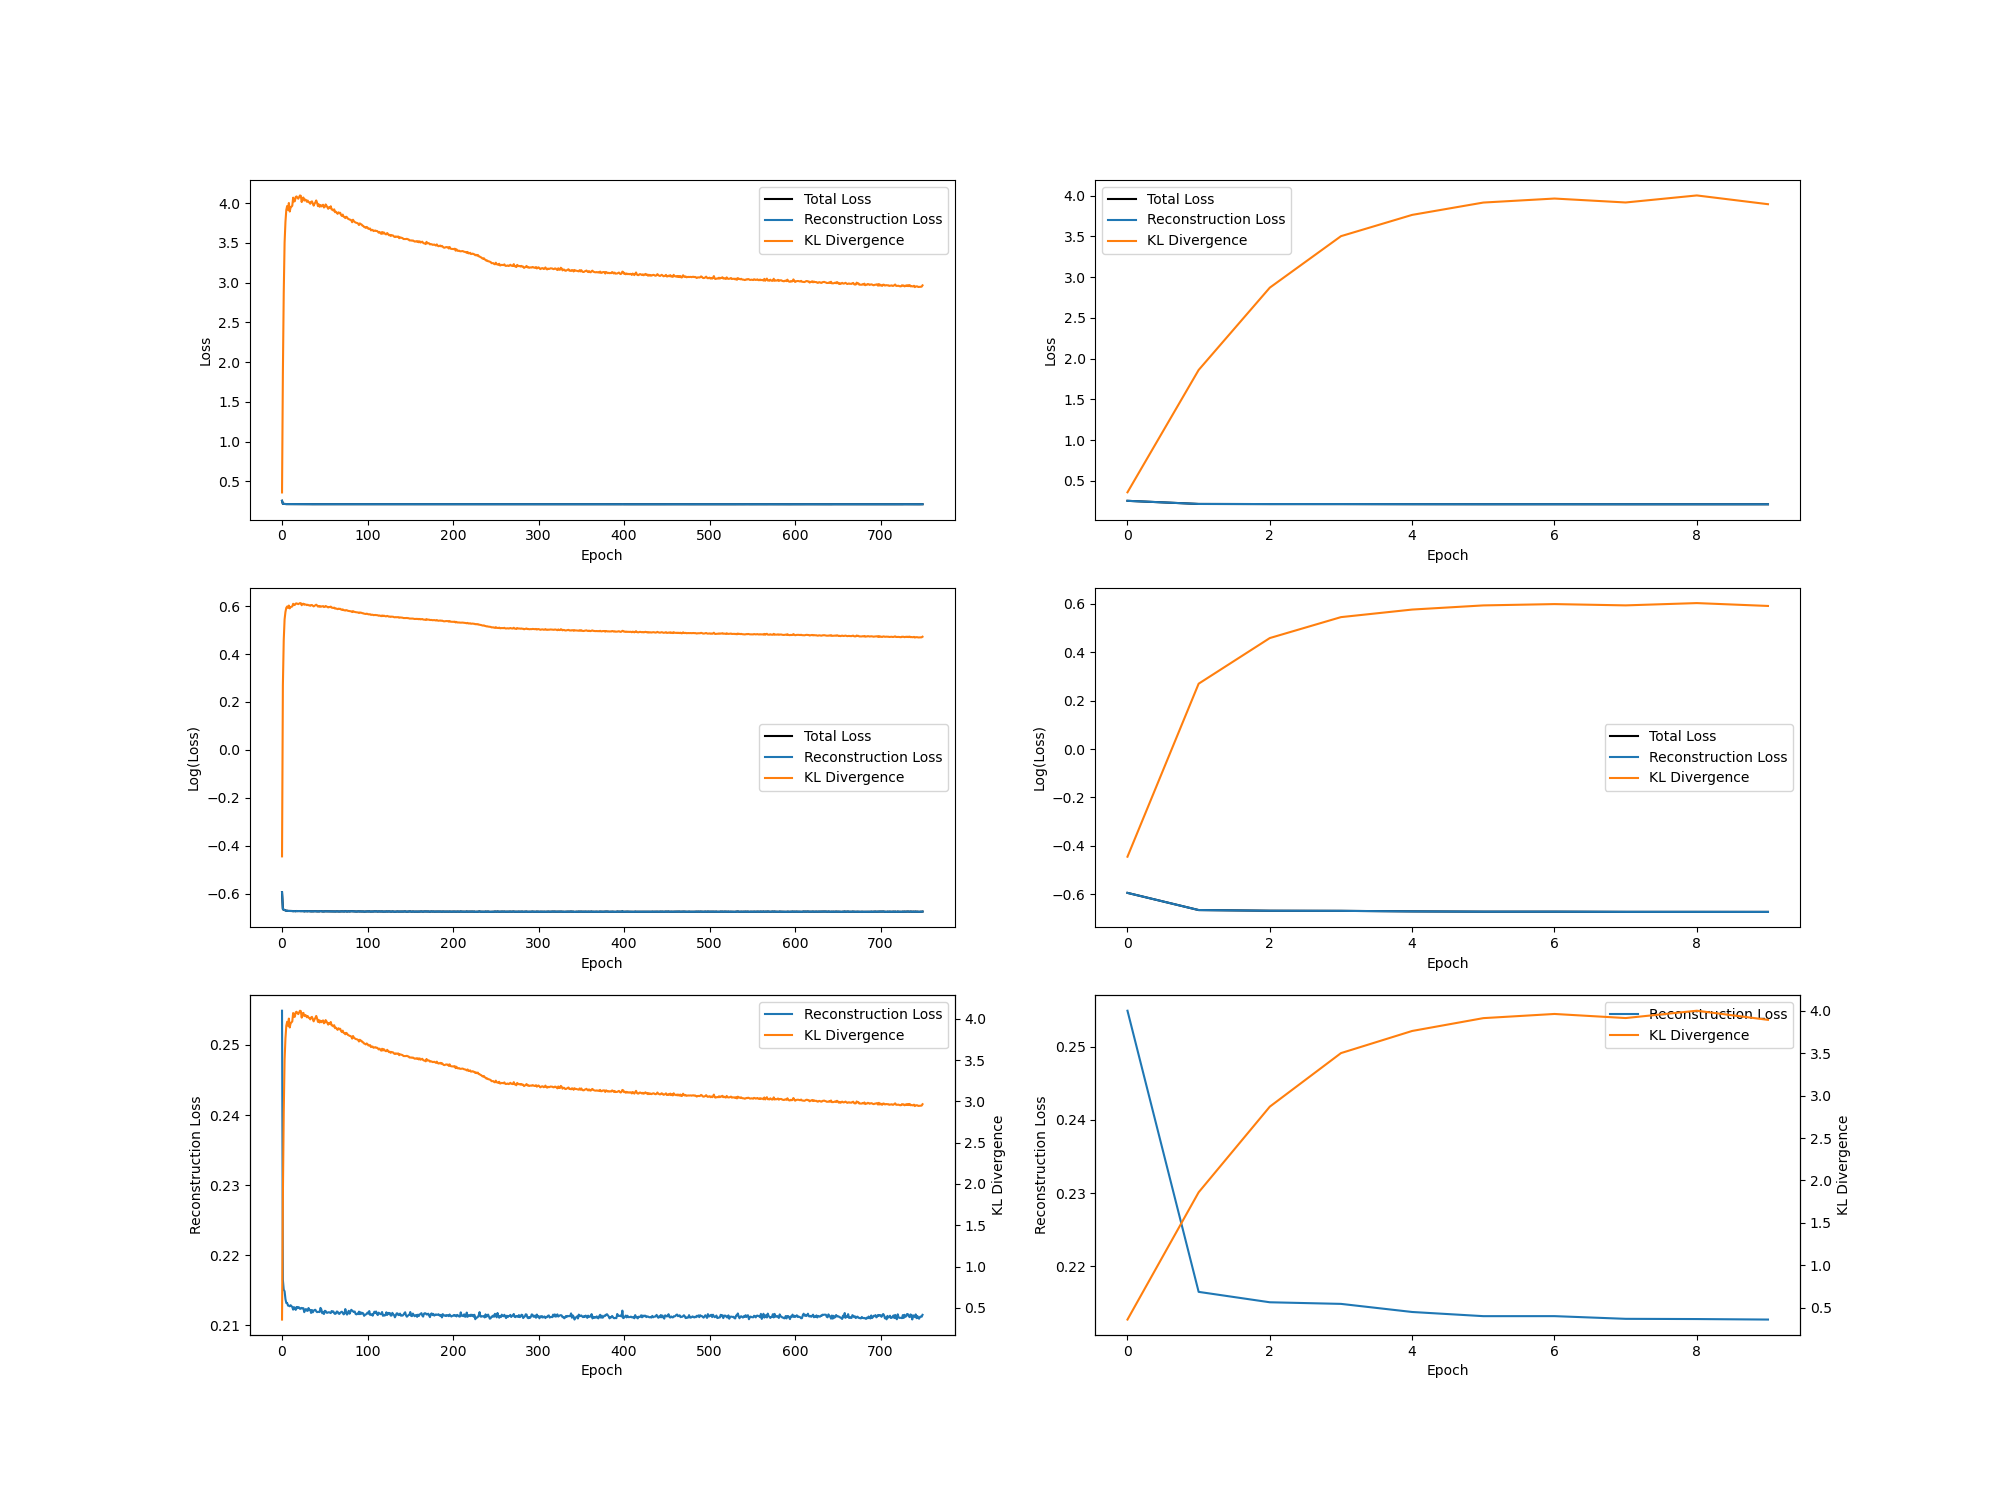 Total Loss
Reconstruction Loss
KL Divergence
4.0
3.5
3.0
2.5
2.0
1.5
1.0
0.5
Loss
0 100 200 300 400 500 600 700
Epoch
Total Loss
Reconstruction Loss
KL Divergence
4.0
3.5
3.0
2.5
2.0
1.5
1.0
0.5
Loss
0 2 4 6 8
Epoch
0.6
0.4
0.2
0.0
−0.2
−0.4
−0.6
Log(Loss)
Total Loss
Reconstruction Loss
KL Divergence
0 100 200 300 400 500 600 700
Epoch
0.6
0.4
0.2
0.0
−0.2
−0.4
−0.6
Log(Loss)
Total Loss
Reconstruction Loss
KL Divergence
0 2 4 6 8
Epoch
Reconstruction Loss
KL Divergence
0.25
0.24
0.23
0.22
0.21
Reconstruction Loss
4.0
3.5
3.0
2.5
2.0
1.5
1.0
0.5
KL Divergence
0 100 200 300 400 500 600 700
Epoch
Reconstruction Loss
KL Divergence
0.25
0.24
0.23
0.22
Reconstruction Loss
4.0
3.5
3.0
2.5
2.0
1.5
1.0
0.5
KL Divergence
0 2 4 6 8
Epoch